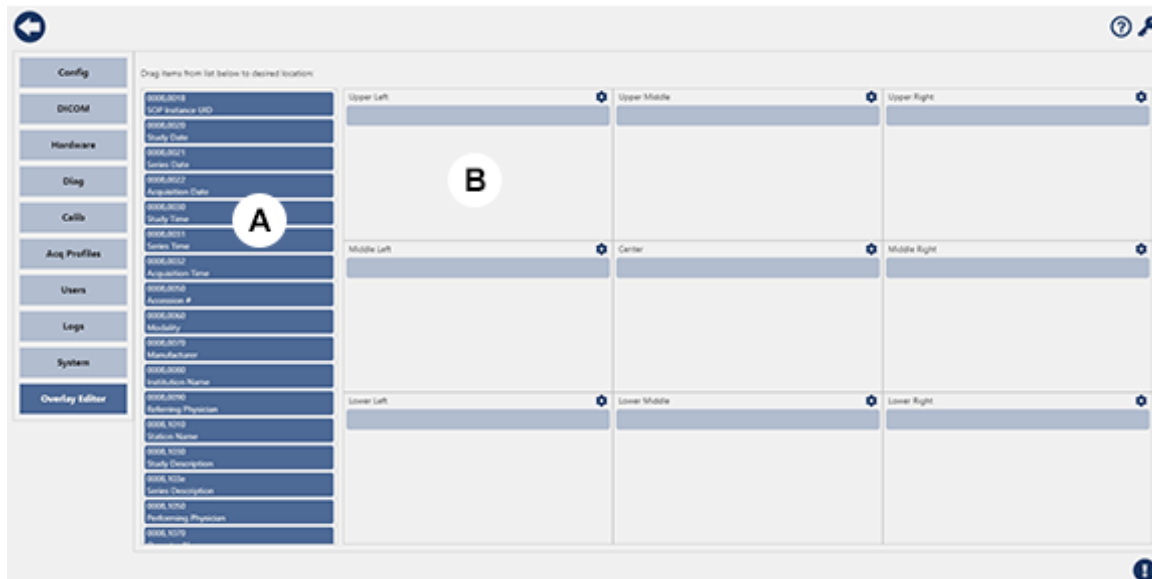 Config
DICOM
Hardware
Diag
Calib
Acq Profiles
Users
Logs
System
Overlay Editor
Drag items from list below to desired location:
0008,0018
SOP Instance UID
0008,0020
Study Date
0008,0021
Series Date
0008,0022
Acquisition Date
0008,0030
Study Time
0008,0031
Series Time
0008,0032
Acquisition Time
0008,0050
Accession #
0008,0060
Modality
0008,0070
Manufacturer
0008,0080
Institution Name
0008,0090
Referring Physician
0008,1010
Station Name
0008,1030
Study Description
0008,103e
Series Description
0008,1050
Performing Physician
0008,1070
A
Upper Left
Upper Middle
Upper Right
B
Middle Left
Center
Middle Right
Lower Left
Lower Middle
Lower Right